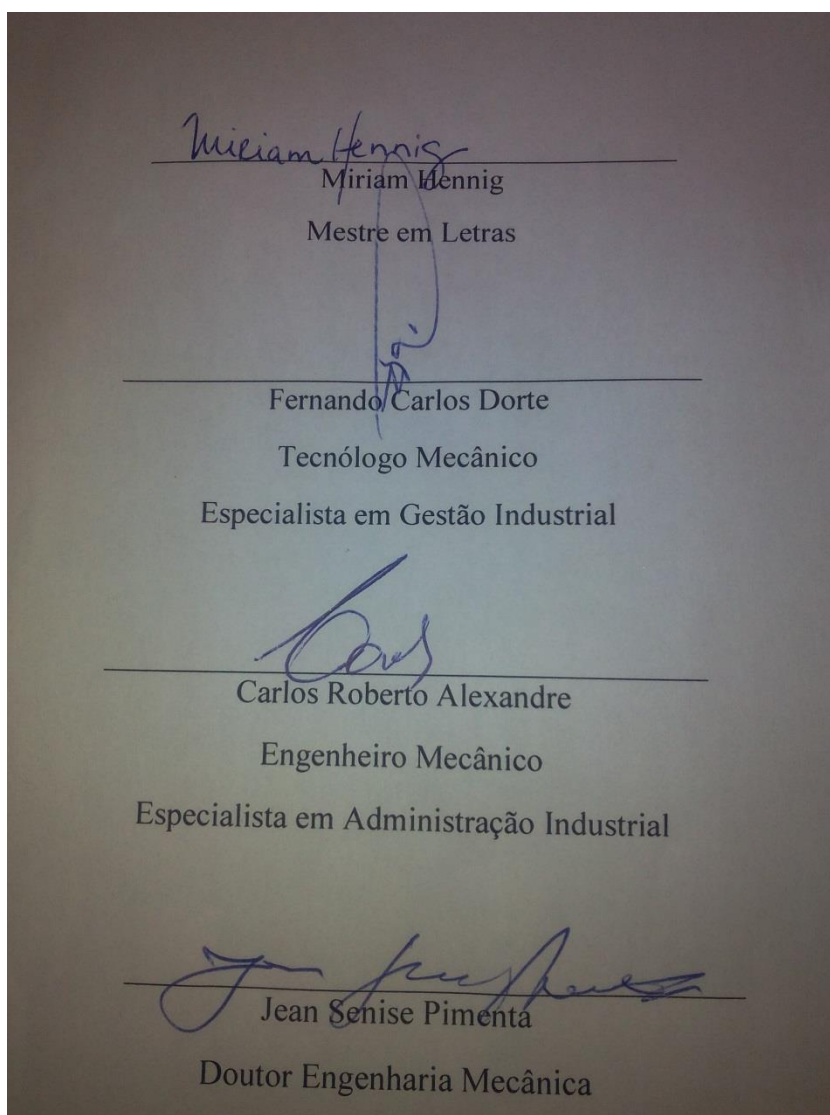 Miriam Hennig
Miriam Hennig
Mestre em Letras
Fernando Carlos Dorte
Tecnólogo Mecânico
Especialista em Gestão Industrial
Carlos Roberto Alexandre
Engenheiro Mecânico
Especialista em Administração Industrial
Jean Senise Pimenta
Doutor Engenharia Mecânica